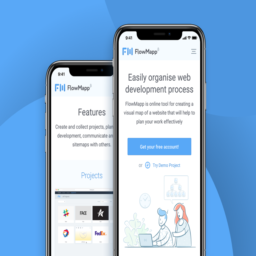 9:41
FlowMapp
Features
Create and collect projects, plan
development, communicate and
sitemaps with others.
Projects
FedEx
9:41
FlowMapp
Easily organise web
development process
FlowMapp is online tool for creating a
visual map of a website that will help to
plan your work effectively
Get your free account!
or
Try Demo Project